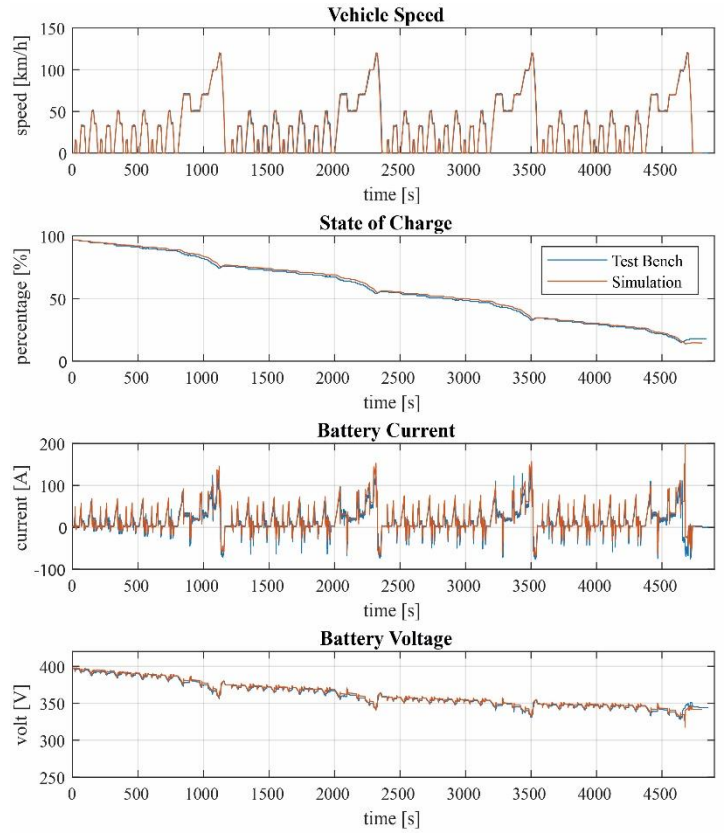 Vehicle Speed
150
100
50
0
speed [km/h]
0 500 1000 1500 2000 2500 3000 3500 4000 4500
time [s]
State of Charge
100
50
0
percentage [%]
Test Bench
Simulation
0 500 1000 1500 2000 2500 3000 3500 4000 4500
time [s]
Battery Current
200
100
0
-100
current [A]
0 500 1000 1500 2000 2500 3000 3500 4000 4500
time [s]
Battery Voltage
400
350
300
250
volt [V]
0 500 1000 1500 2000 2500 3000 3500 4000 4500
time [s]